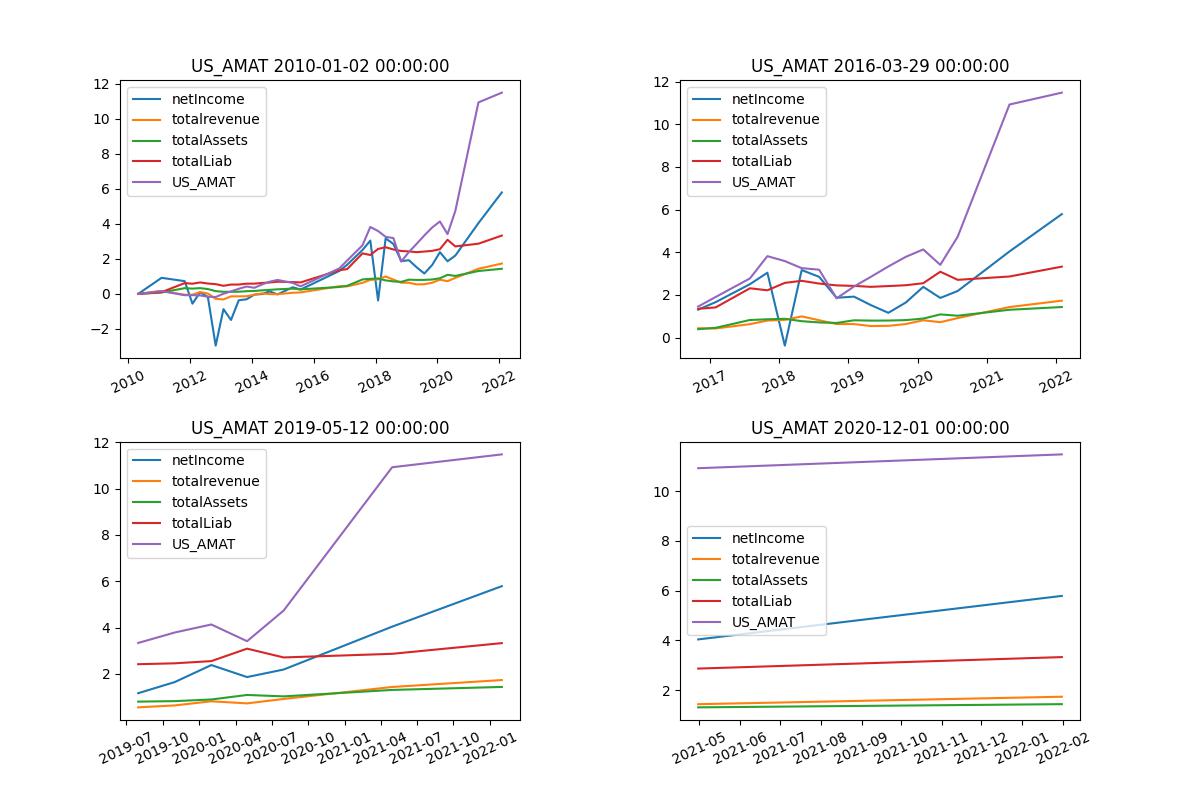 US_AMAT 2010-01-02 00:00:00
12
10
8
6
4
2
0
−2
netIncome
totalrevenue
totalAssets
totalLiab
US_AMAT
2010
2012
2014
2016
2018
2020
2022
US_AMAT 2016-03-29 00:00:00
12
10
8
6
4
2
0
netIncome
totalrevenue
totalAssets
totalLiab
US_AMAT
2017
2018
2019
2020
2021
2022
US_AMAT 2019-05-12 00:00:00
12
10
8
6
4
2
netIncome
totalrevenue
totalAssets
totalLiab
US_AMAT
2019-07
2019-10
2020-01
2020-04
2020-07
2020-10
2021-01
2021-04
2021-07
2021-10
2022-01
US_AMAT 2020-12-01 00:00:00
10
8
6
4
2
netIncome
totalrevenue
totalAssets
totalLiab
US_AMAT
2021-05
2021-06
2021-07
2021-08
2021-09
2021-10
2021-11
2021-12
2022-01
2022-02